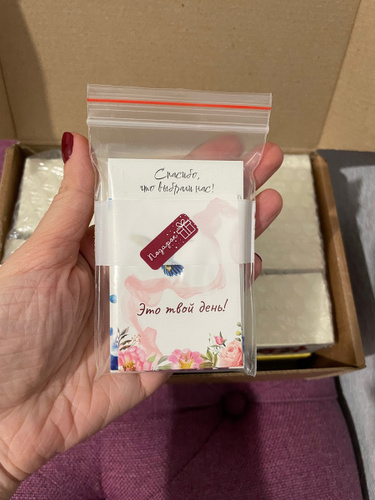 Спасибо,
что выбрали нас!
Подарок
Это твой день!